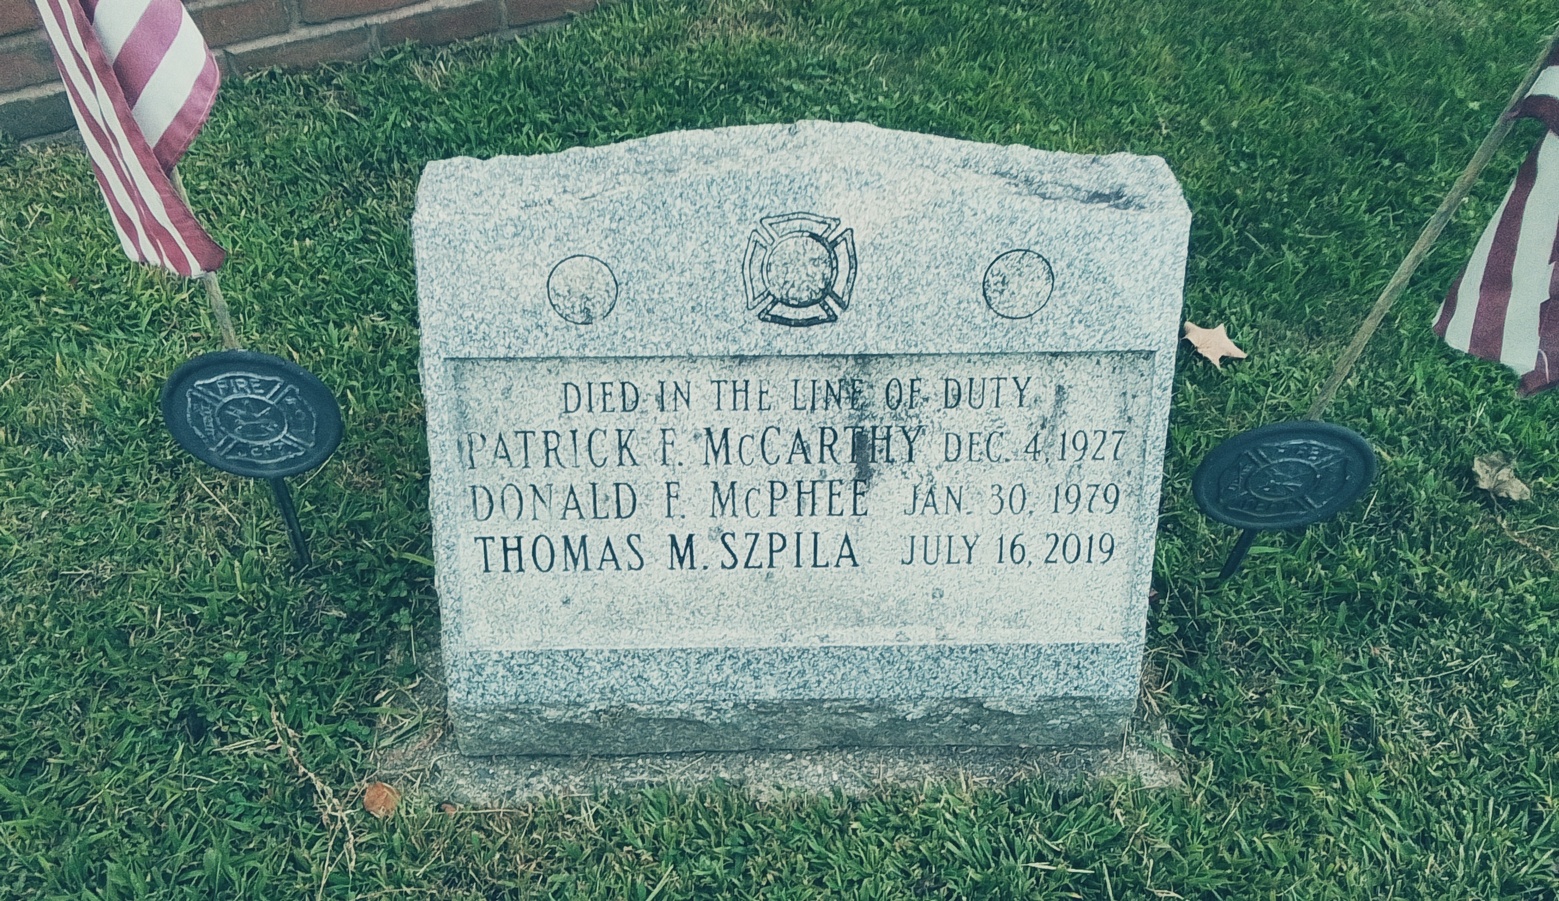 DIED IN THE LINE OF DUTY
PATRICK F. McCARTHY DEC. 4, 1927
DONALD F. McPHEE JAN. 30, 1979
THOMAS M. SZPILA JULY 16, 2019
FIRE